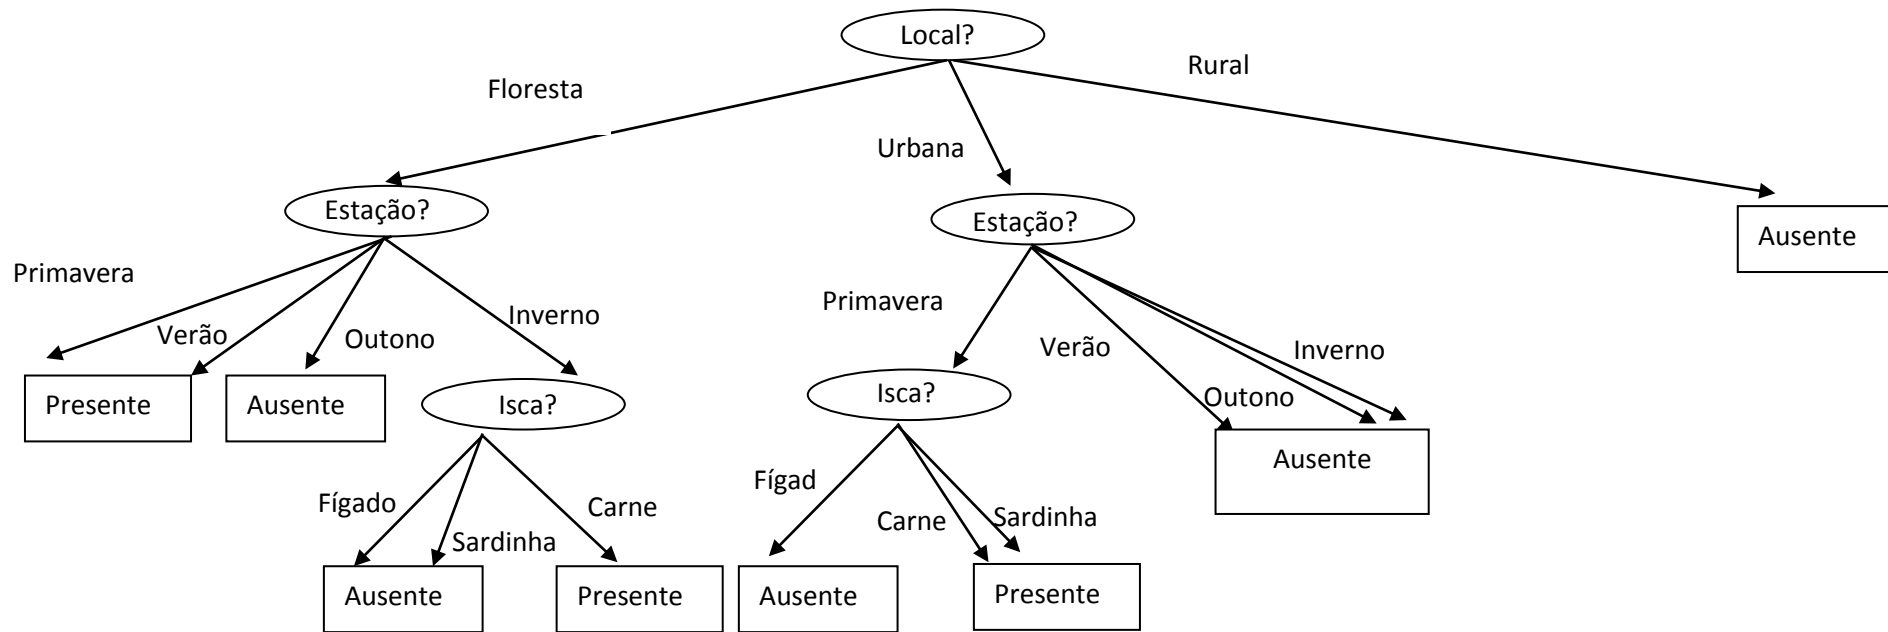 Local?
Rural
Floresta
Urbana
Estação?
Estação?
Ausente
Primavera
Primavera
Inverno
Verão
Outono
Verão
Inverno
Presente
Ausente
Isca?
Isca?
Outono
Ausente
Fígad
Fígado
Carne
Carne
Sardinha
Sardinha
Ausente
Presente
Ausente
Presente